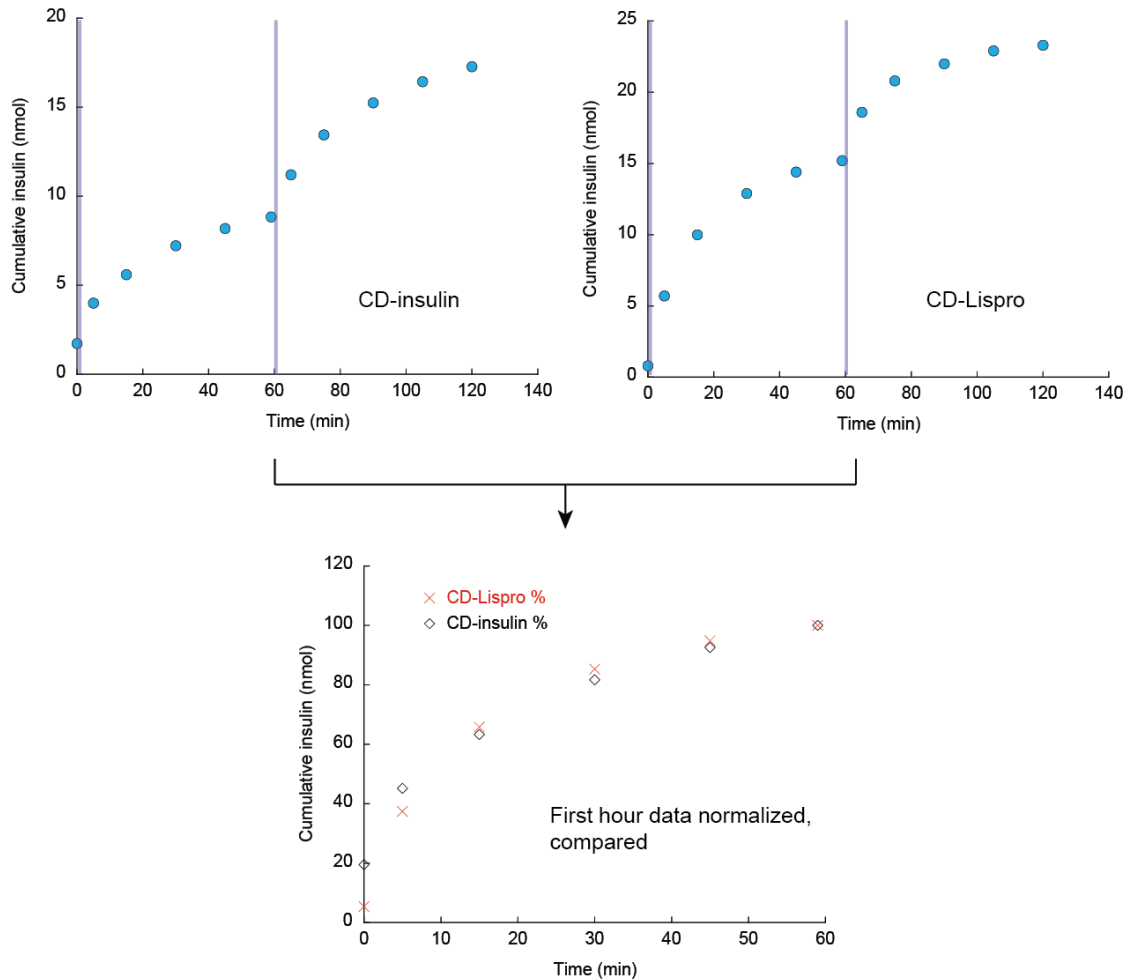 20
15
10
5
0
Cumulative insulin (nmol)
CD-insulin
0 20 40 60 80 100 120 140
Time (min)
25
20
15
10
5
0
Cumulative insulin (nmol)
CD-Lispro
0 20 40 60 80 100 120 140
Time (min)
120
100
80
60
40
20
0
Cumulative insulin (nmol)
CD-Lispro %
CD-insulin %
First hour data normalized,
compared
0 10 20 30 40 50 60
Time (min)